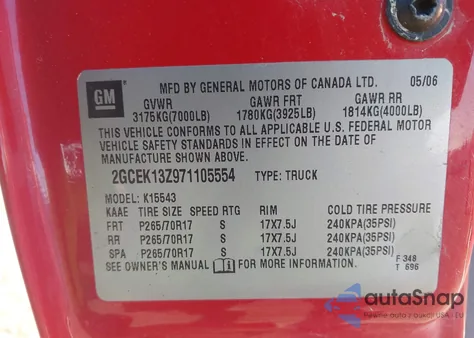 GM
MFD BY GENERAL MOTORS OF CANADA LTD. 05/06
GVWR GAWR FRT GAWR RR
3175KG(7000LB) 1780KG(3925LB) 1814KG(4000LB)
THIS VEHICLE CONFORMS TO ALL APPLICABLE U.S. FEDERAL MOTOR
VEHICLE SAFETY STANDARDS IN EFFECT ON THE DATE OF
MANUFACTURE SHOWN ABOVE.
2GCEK13Z971105554 TYPE: TRUCK
MODEL: K15543
KAAE TIRE SIZE SPEED RTG RIM COLD TIRE PRESSURE
FRT P265/70R17 S 17X7.5J 240KPA(35PSI)
RR P265/70R17 S 17X7.5J 240KPA(35PSI)
SPA P265/70R17 S 17X7.5J 240KPA(35PSI)
SEE OWNER'S MANUAL FOR MORE INFORMATION. F 348
T 696
autoSnap